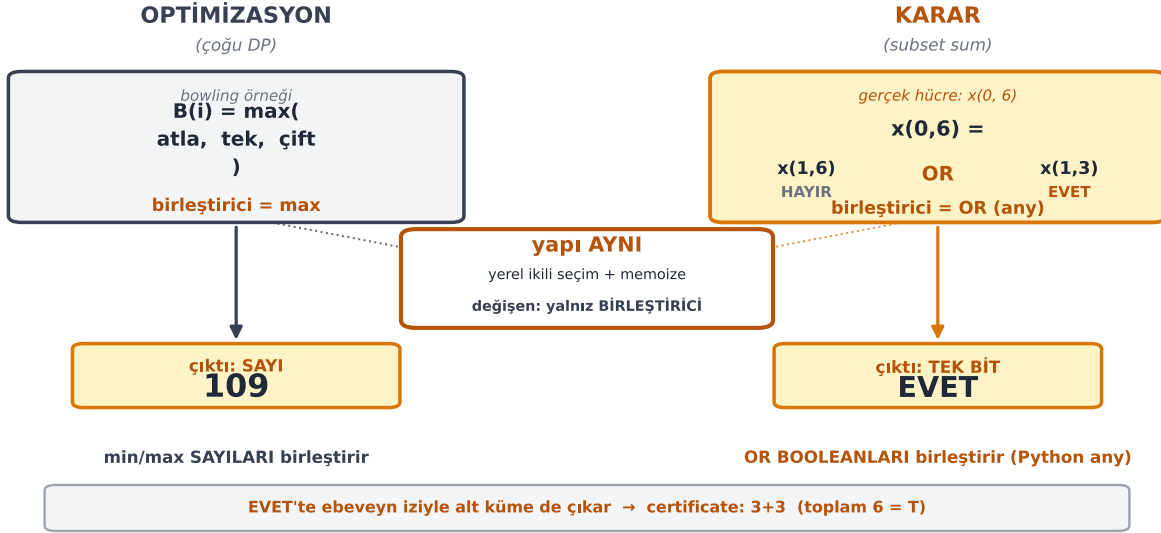 OPTİMİZASYON
(çoğu DP)
bowling örneği
B(i) = max(
atla, tek, çift
)
birleştirici = max
KARAR
(subset sum)
gerçek hücre: x(0, 6)
x(0,6) =
x(1,6) OR x(1,3)
HAYIR EVET
birleştirici = OR (any)
yapı AYNI
yerel ikili seçim + memoize
değişen: yalnız BİRLEŞTİRİCİ
çıktı: SAYI
109
çıktı: TEK BİT
EVET
min/max SAYILARI birleştirir
OR BOOLEANLARI birleştirir (Python any)
EVET'te ebeveyn iziyle alt küme de çıkar → certificate: 3+3 (toplam 6 = T)